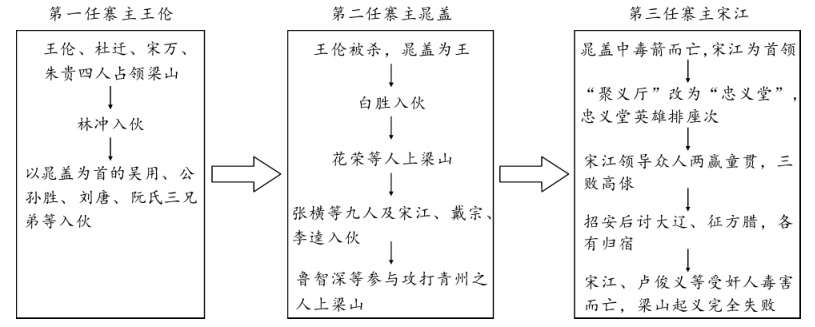 第一任寨主王伦
王伦、杜迁、宋万、
朱贵四人占领梁山
林冲入伙
以晁盖为首的吴用、公
孙胜、刘唐、阮氏三兄
弟等入伙
第二任寨主晁盖
王伦被杀，晁盖为王
白胜入伙
花荣等人上梁山
张横等九人及宋江、戴宗、
李逵入伙
鲁智深等参与攻打青州之
人上梁山
第三任寨主宋江
晁盖中毒箭而亡,宋江为首领
“聚义厅”改为“忠义堂”，
忠义堂英雄排座次
宋江领导众人两赢童贯，三
败高俅
招安后讨大辽、征方腊，各
有归宿
宋江、卢俊义等受奸人毒害
而亡，梁山起义完全失败